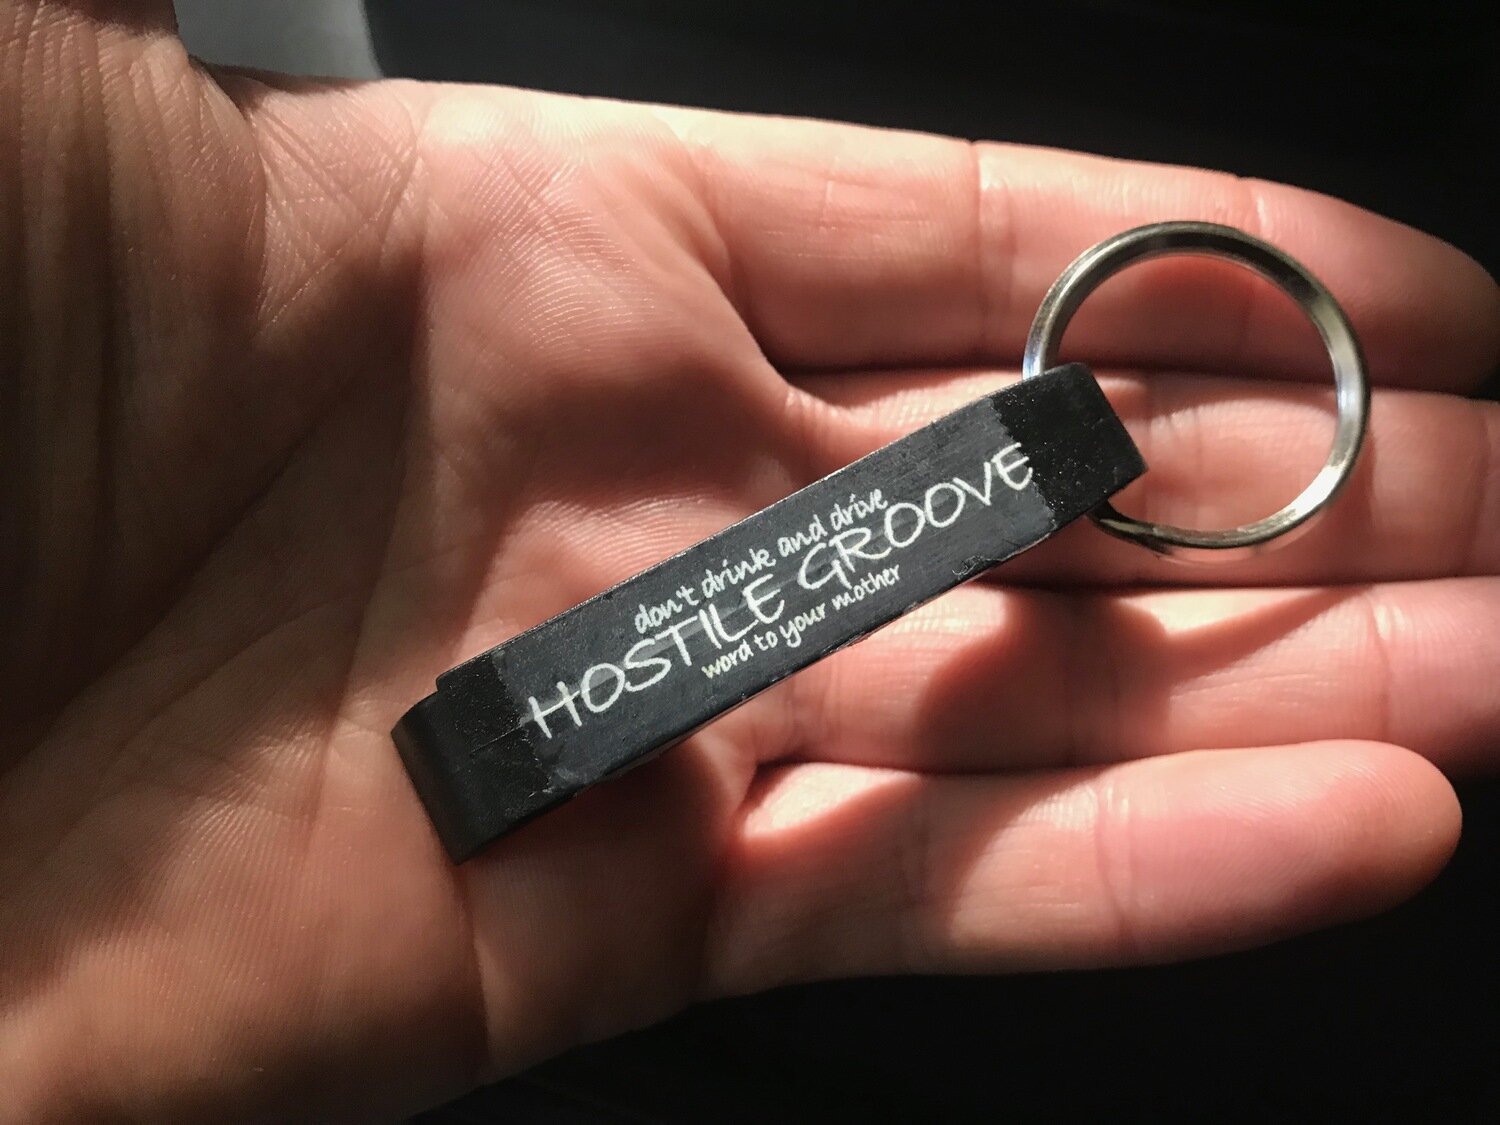 don't drink and drive
HOSTILE GROOVE
word to your mother